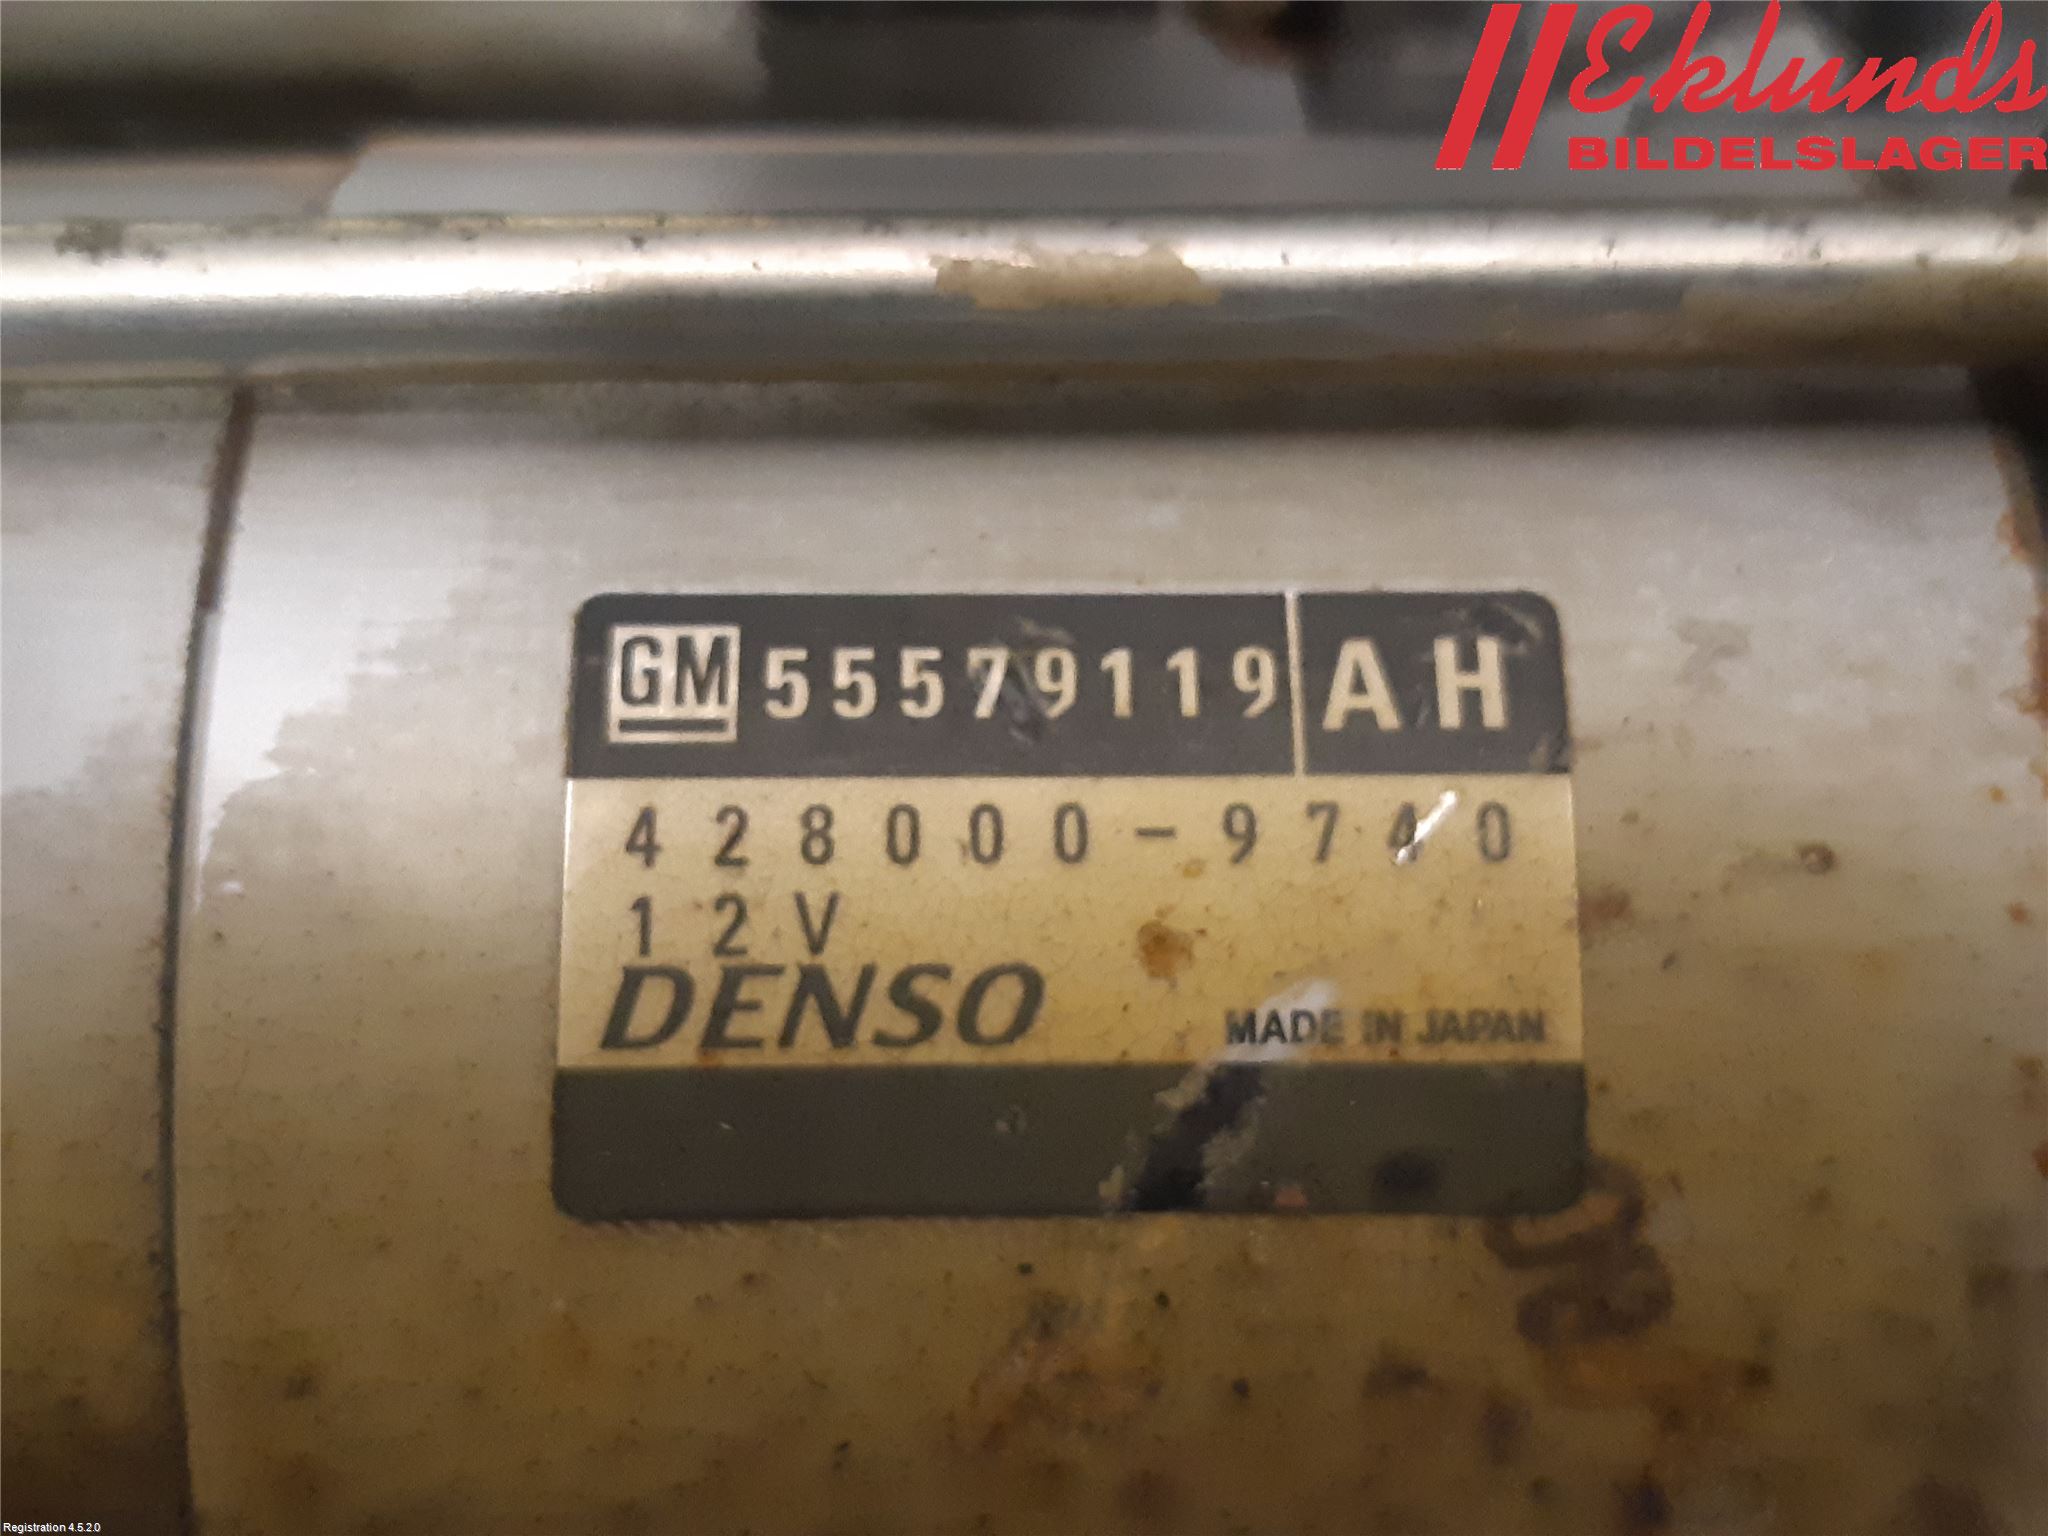 Eklunds
BILDELSLAGER
GM 55579119 AH
428000-9740
12V
DENSO
MADE IN JAPAN
Registration 4.5.2.0